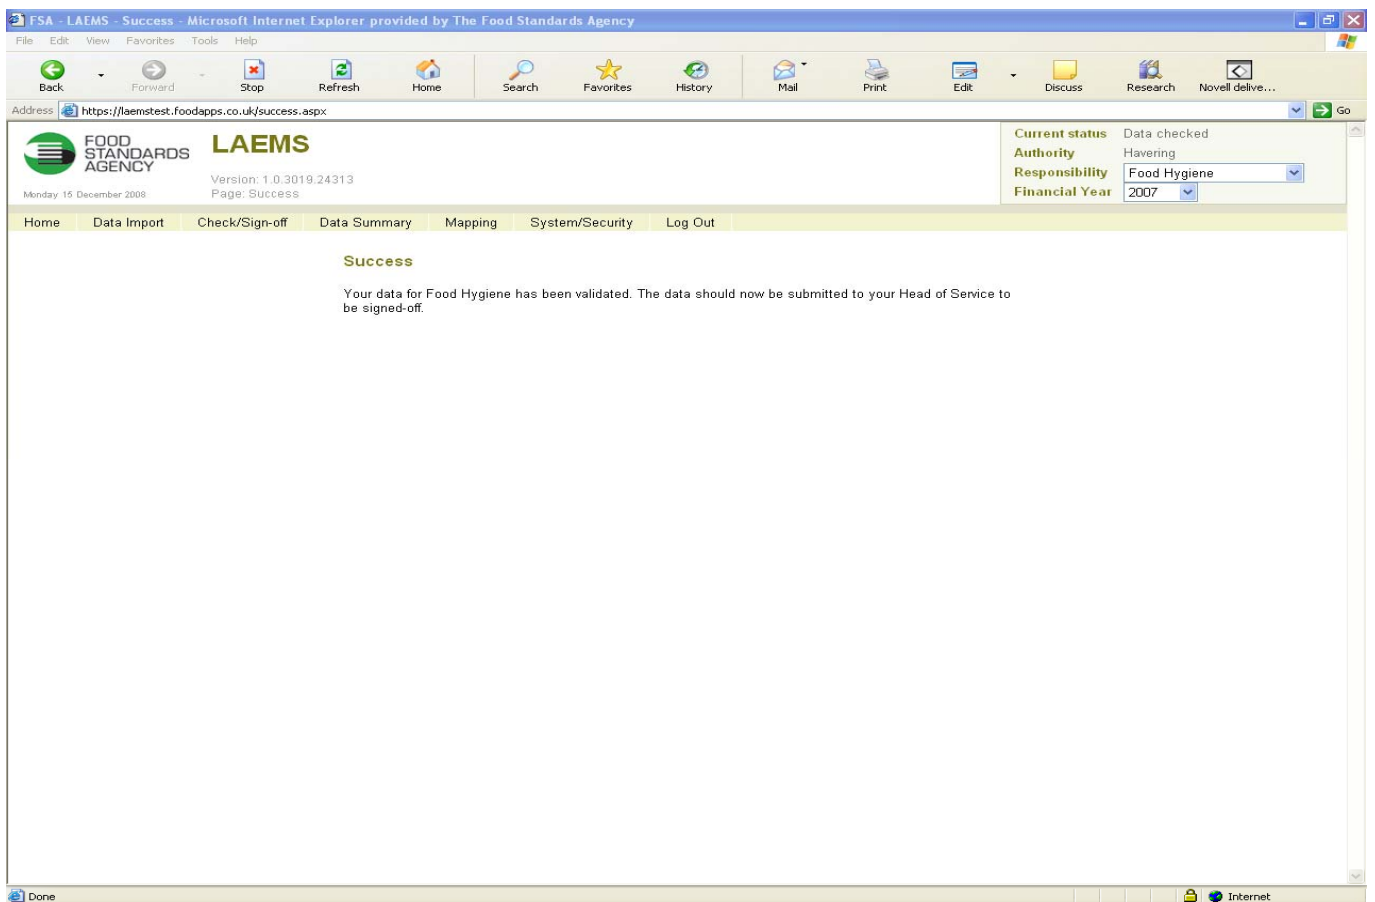 FSA - LAEMS - Success - Microsoft Internet Explorer provided by The Food Standards Agency
File Edit View Favorites Tools Help
Back Forward Stop Refresh Home Search Favorites History Mail Print Edit Discuss Research Novell delive...
Address https://laemstest.foodapps.co.uk/success.aspx Go
FOOD
STANDARDS
AGENCY
Monday 15 December 2008
LAEMS
Version: 1.0.3019.24313
Page: Success
Current status Data checked
Authority Havering
Responsibility Food Hygiene
Financial Year 2007
Home Data Import Check/Sign-off Data Summary Mapping System/Security Log Out
Success
Your data for Food Hygiene has been validated. The data should now be submitted to your Head of Service to
be signed-off.
Done Internet